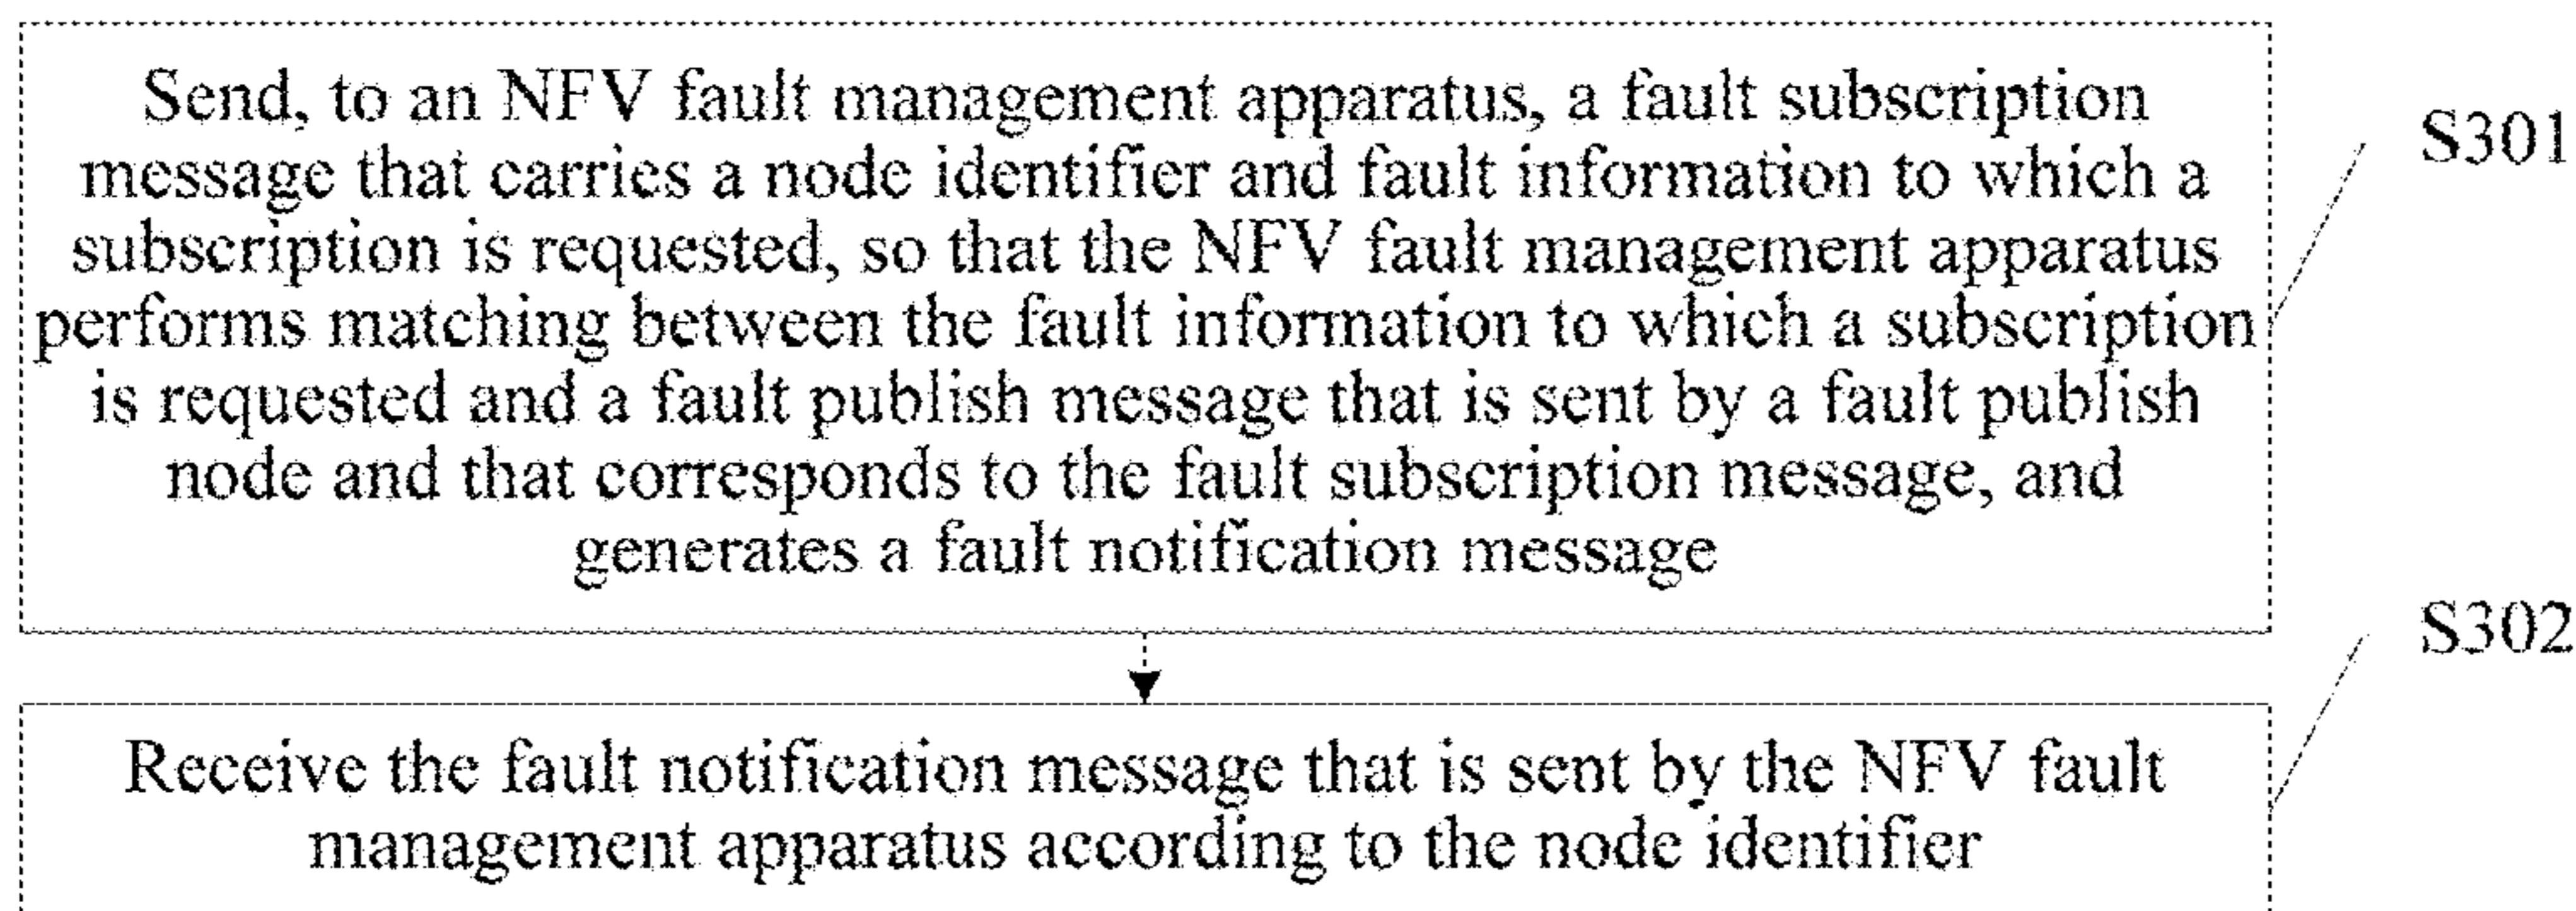 Send, to an NFV fault management apparatus, a fault subscription
message that carries a node identifier and fault information to which a
subscription is requested, so that the NFV fault management apparatus
performs matching between the fault information to which a subscription
is requested and a fault publish message that is sent by a fault publish
node and that corresponds to the fault subscription message, and
generates a fault notification message
S301
Receive the fault notification message that is sent by the NFV fault
management apparatus according to the node identifier
S302